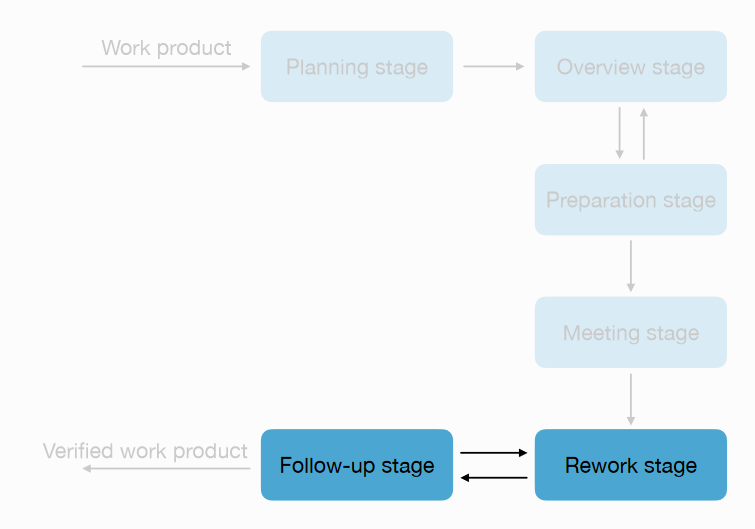 Work product
Planning stage
Overview stage
Preparation stage
Meeting stage
Verified work product
Follow-up stage
Rework stage